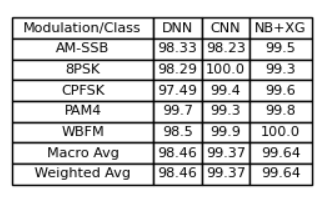 Modulation/Class DNN CNN NB+XG
AM-SSB 98.33 98.23 99.5
8PSK 98.29 100.0 99.3
CPFSK 97.49 99.4 99.6
PAM4 99.7 99.3 99.8
WBFM 98.5 99.9 100.0
Macro Avg 98.46 99.37 99.64
Weighted Avg 98.46 99.37 99.64